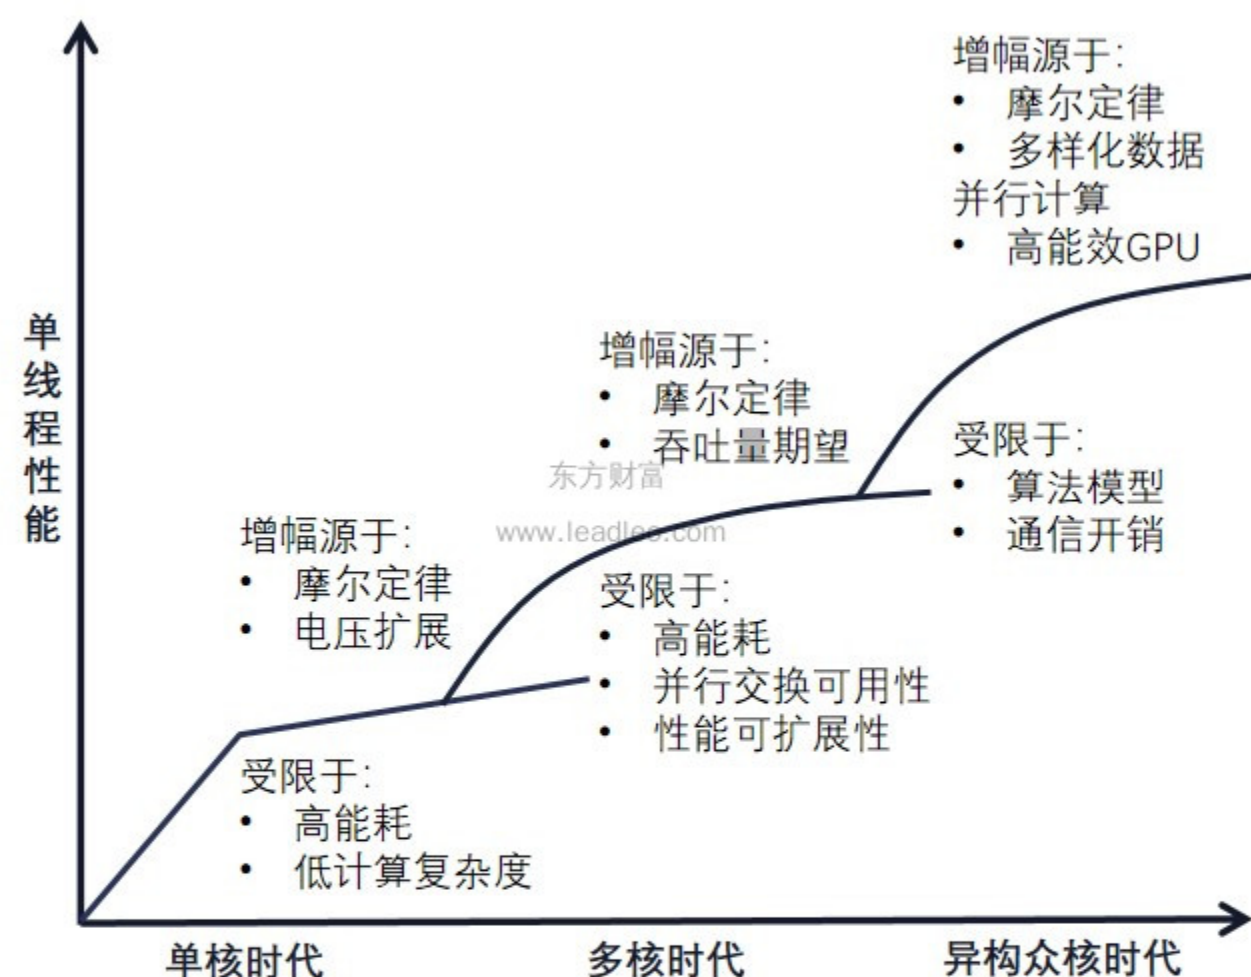 增幅源于：
• 摩尔定律
• 多样化数据
并行计算
• 高能效GPU
单线程性能
增幅源于：
• 摩尔定律
• 吞吐量期望
受限于：
• 算法模型
• 通信开销
东方财富
www.leadleo.com
增幅源于：
• 摩尔定律
• 电压扩展
受限于：
• 高能耗
• 并行交换可用性
• 性能可扩展性
受限于：
• 高能耗
• 低计算复杂度
单核时代
多核时代
异构众核时代